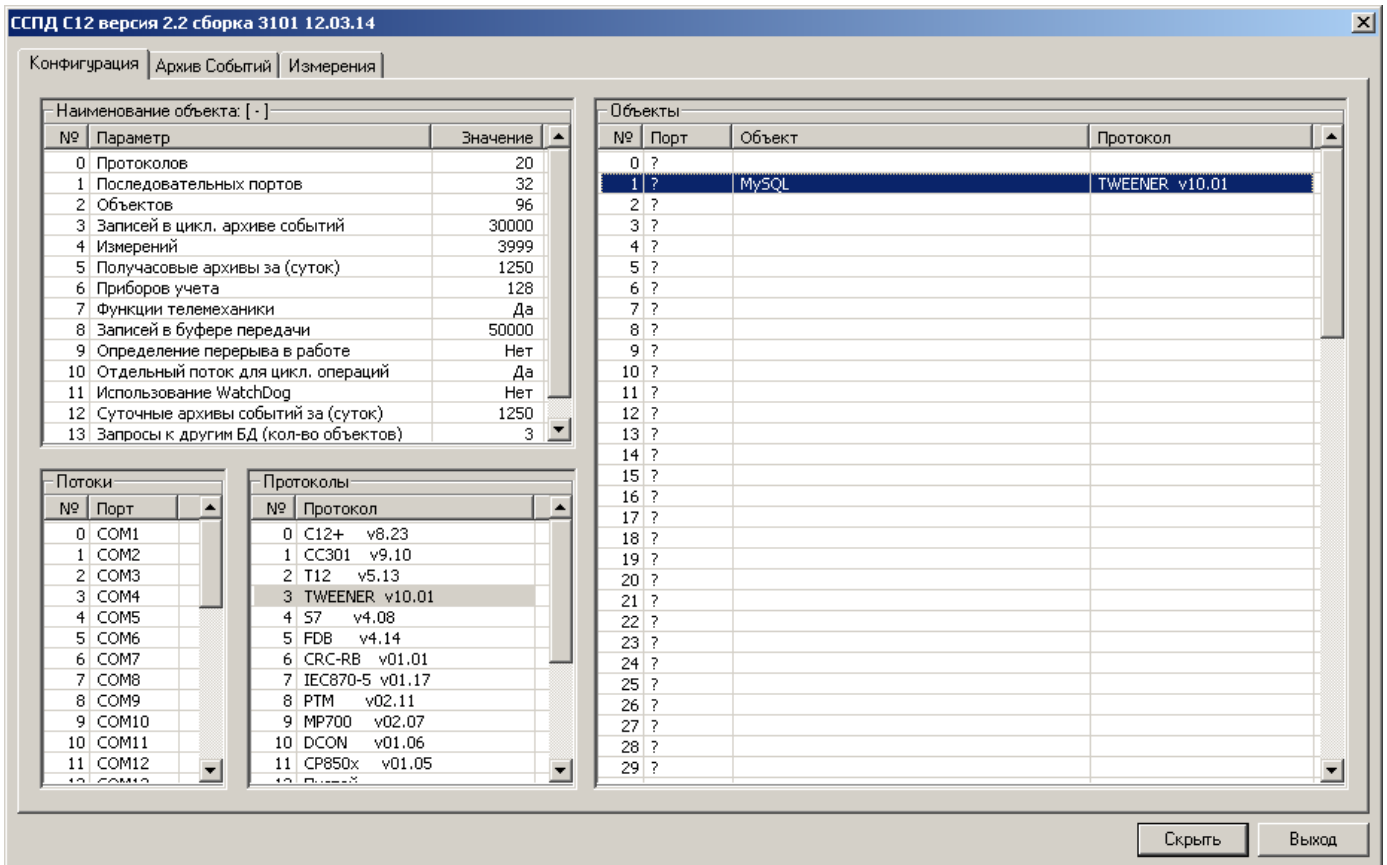 ССПД С12 версия 2.2 сборка 3101 12.03.14
Конфигурация Архив Событий Измерения
Наименование объекта: [ - ]
№ Параметр Значение
0 Протоколов 20
1 Последовательных портов 32
2 Объектов 96
3 Записей в цикл. архиве событий 30000
4 Измерений 3999
5 Получасовые архивы за (суток) 1250
6 Приборов учета 128
7 Функции телемеханики Да
8 Записей в буфере передачи 50000
9 Определение перерыва в работе Нет
10 Отдельный поток для цикл. операций Да
11 Использование WatchDog Нет
12 Суточные архивы событий за (суток) 1250
13 Запросы к другим БД (кол-во объектов) 3
Потоки
№ Порт
0 COM1
1 COM2
2 COM3
3 COM4
4 COM5
5 COM6
6 COM7
7 COM8
8 COM9
9 COM10
10 COM11
11 COM12
12 COM13
Протоколы
№ Протокол
0 C12+ v8.23
1 CC301 v9.10
2 T12 v5.13
3 TWEENER v10.01
4 S7 v4.08
5 FDB v4.14
6 CRC-RB v01.01
7 IEC870-5 v01.17
8 PTM v02.11
9 MP700 v02.07
10 DCON v01.06
11 CP850x v01.05
12 Пустой
Объекты
№ Порт Объект Протокол
0 ?
1 ? MySQL TWEENER v10.01
2 ?
3 ?
4 ?
5 ?
6 ?
7 ?
8 ?
9 ?
10 ?
11 ?
12 ?
13 ?
14 ?
15 ?
16 ?
17 ?
18 ?
19 ?
20 ?
21 ?
22 ?
23 ?
24 ?
25 ?
26 ?
27 ?
28 ?
29 ?
Скрыть Выход